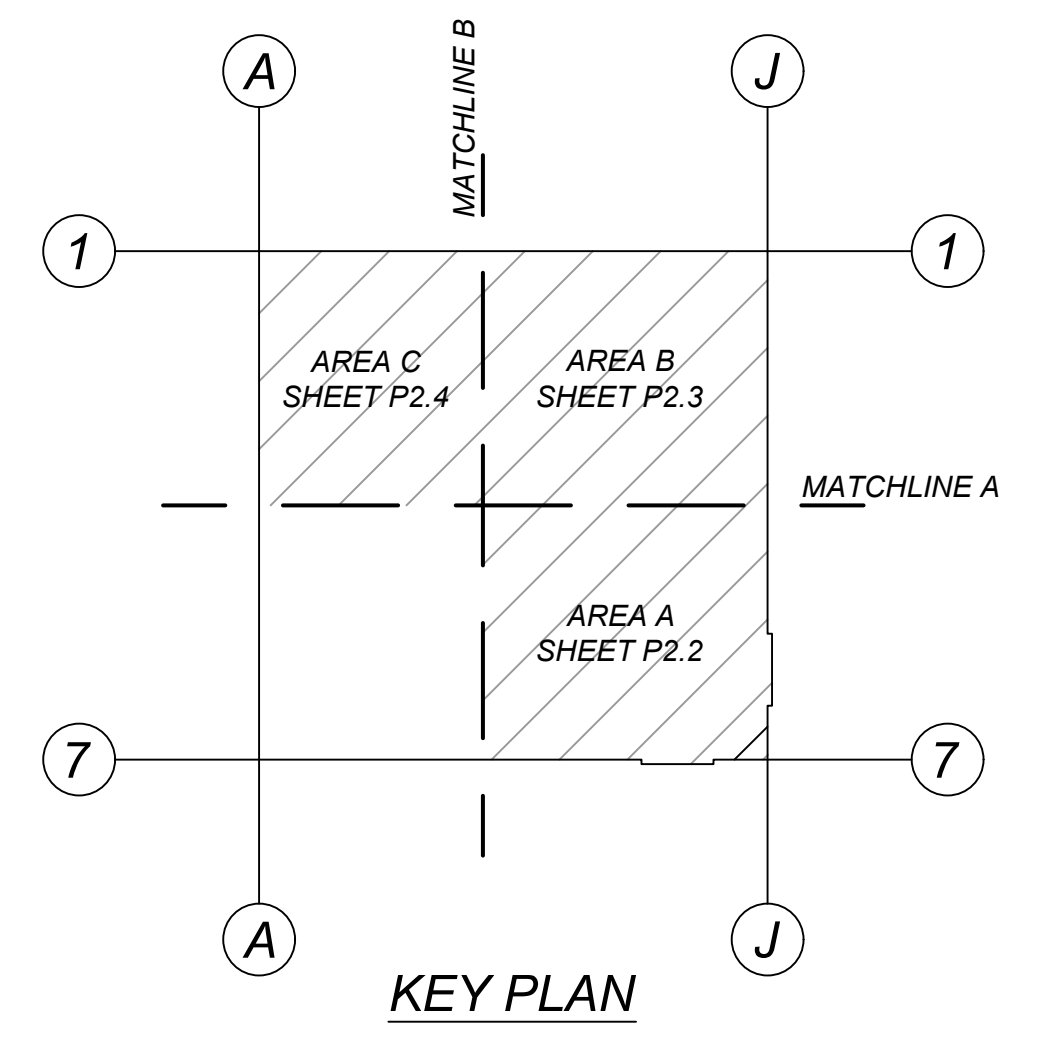 MATCHLINE B
A
J
1
1
AREA C
SHEET P2.4
AREA B
SHEET P2.3
MATCHLINE A
AREA A
SHEET P2.2
7
7
A
J
KEY PLAN